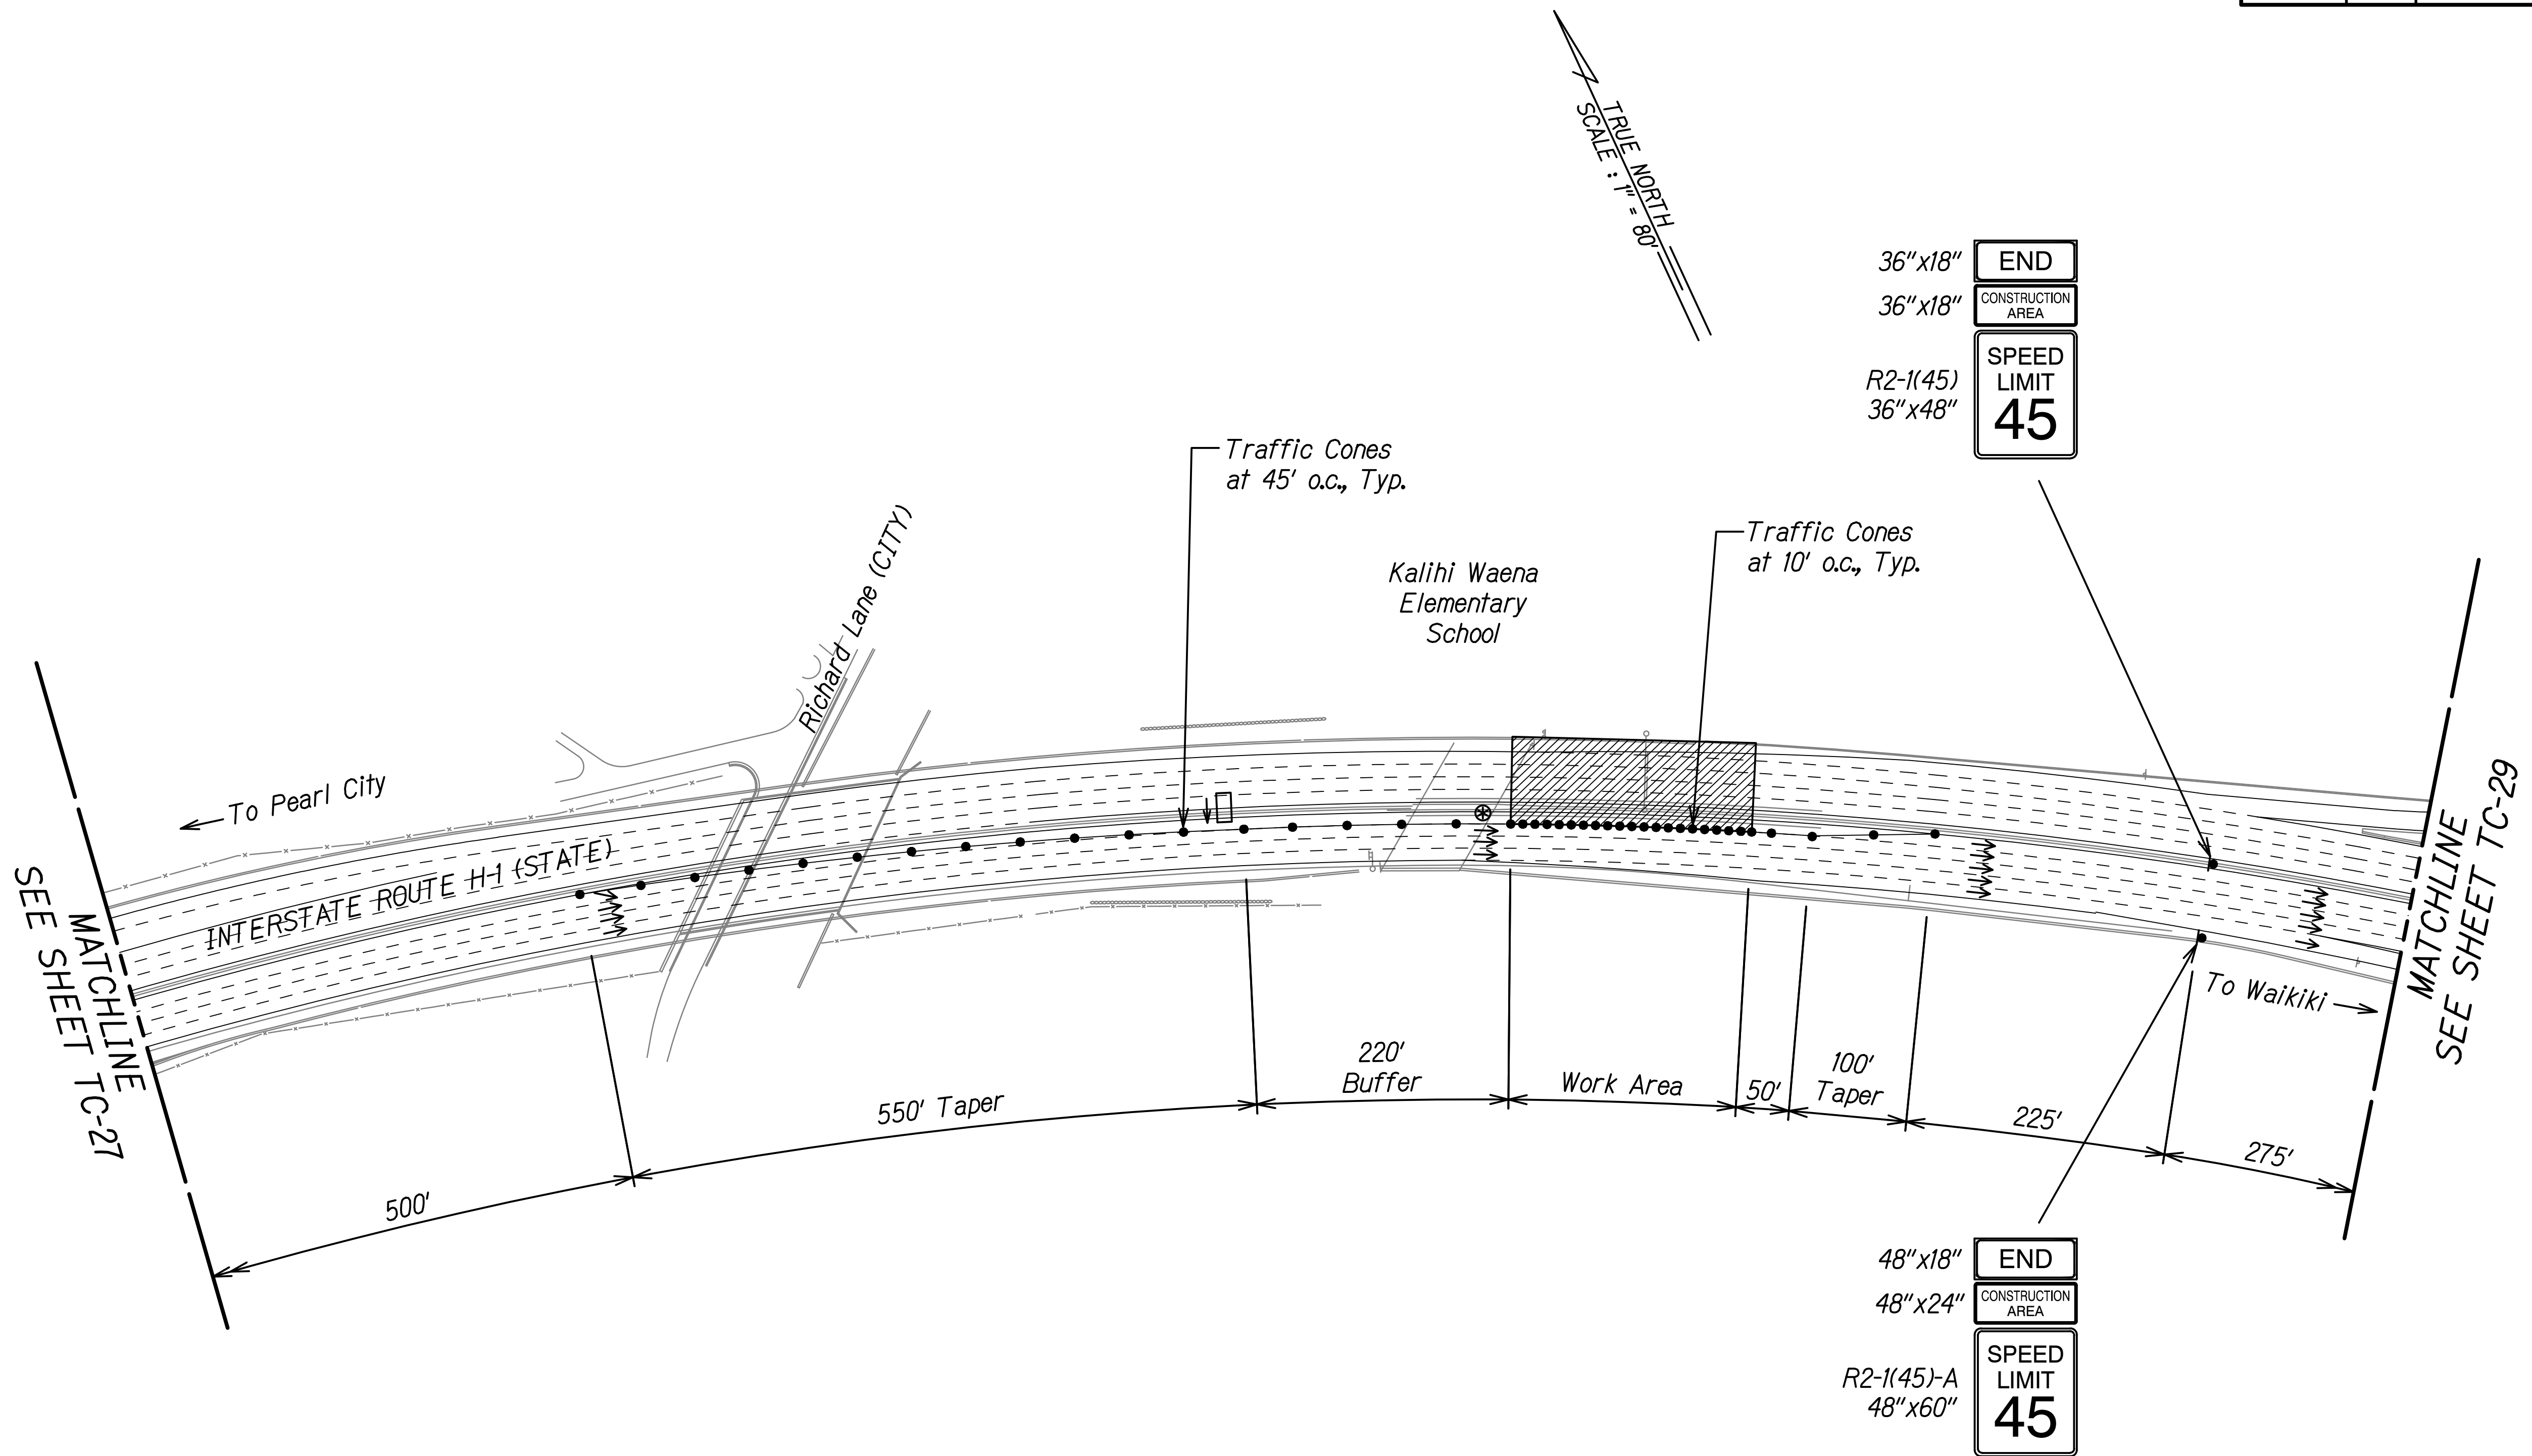 TRUE NORTH
SCALE : 1" = 80'
36"x18"
END
36"x18"
CONSTRUCTION
AREA
R2-1(45)
36"x48"
SPEED
LIMIT
45
Traffic Cones
at 45' o.c., Typ.
Traffic Cones
at 10' o.c., Typ.
Kalihi Waena
Elementary
School
Richard Lane (CITY)
To Pearl City
INTERSTATE ROUTE H-1 (STATE)
MATCHLINE
SEE SHEET TC-27
MATCHLINE
SEE SHEET TC-29
To Waikiki
500'
550' Taper
220'
Buffer
Work Area
50'
100'
Taper
225'
275'
48"x18"
END
48"x24"
CONSTRUCTION
AREA
R2-1(45)-A
48"x60"
SPEED
LIMIT
45